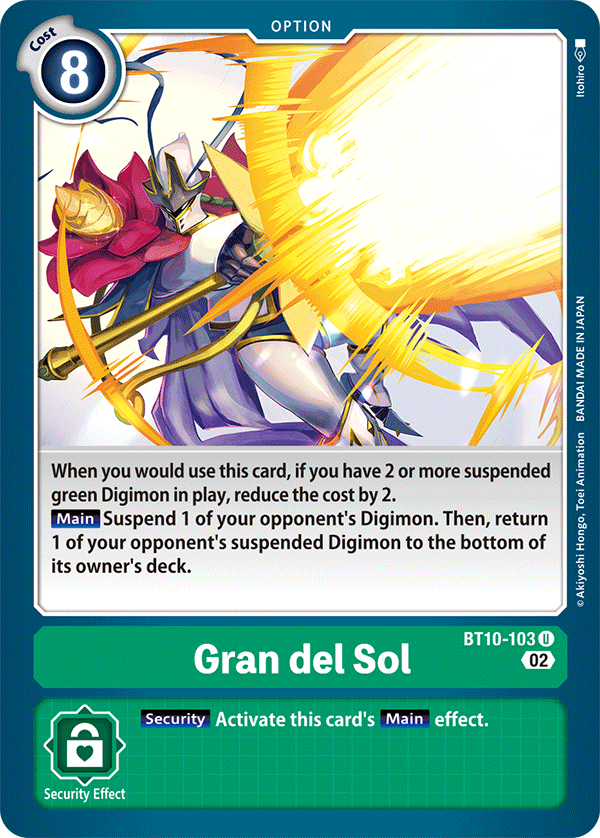 OPTION
Cost
8
Itohiro
When you would use this card, if you have 2 or more suspended
green Digimon in play, reduce the cost by 2.
Main Suspend 1 of your opponent's Digimon. Then, return
1 of your opponent's suspended Digimon to the bottom of
its owner's deck.
© Akiyoshi Hongo, Toei Animation BANDAI MADE IN JAPAN
BT10-103 U
Gran del Sol
02
Security Activate this card's Main effect.
Security Effect